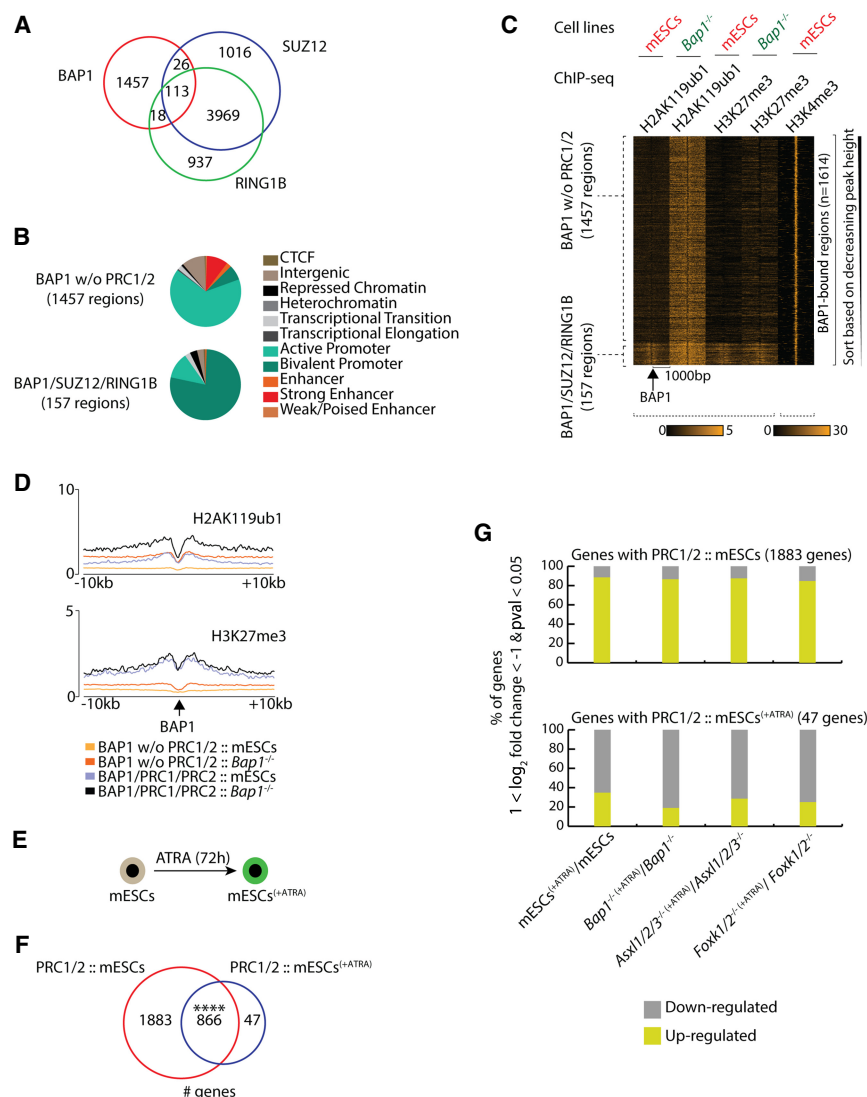 A
BAP1
SUZ12
RING1B
1457
26
1016
113
18
3969
937
B
BAP1 w/o PRC1/2
(1457 regions)
BAP1/SUZ12/RING1B
(157 regions)
CTCF
Intergenic
Repressed Chromatin
Heterochromatin
Transcriptional Transition
Transcriptional Elongation
Active Promoter
Bivalent Promoter
Enhancer
Strong Enhancer
Weak/Poised Enhancer
C
Cell lines
mESCs
Bap1-/-
mESCs
Bap1-/-
mESCs
ChIP-seq
H2AK119ub1
H2AK119ub1
H3K27me3
H3K27me3
H3K4me3
BAP1 w/o PRC1/2
(1457 regions)
BAP1/SUZ12/RING1B
(157 regions)
BAP1-bound regions (n=1614)
Sort based on decreasning peak height
1000bp
BAP1
0 5
0 30
D
10
H2AK119ub1
0
-10kb +10kb
5
H3K27me3
0
-10kb +10kb
BAP1
BAP1 w/o PRC1/2 :: mESCs
BAP1 w/o PRC1/2 :: Bap1-/-
BAP1/PRC1/PRC2 :: mESCs
BAP1/PRC1/PRC2 :: Bap1-/-
E
ATRA (72h)
mESCs
mESCs(+ATRA)
F
PRC1/2 :: mESCs
PRC1/2 :: mESCs(+ATRA)
1883
****
866
47
# genes
G
Genes with PRC1/2 :: mESCs (1883 genes)
100
80
60
40
20
0
% of genes
1 < log2 fold change < -1 & pval < 0.05
Genes with PRC1/2 :: mESCs(+ATRA) (47 genes)
100
80
60
40
20
0
mESCs(+ATRA)/mESCs
Bap1-/- (+ATRA)/Bap1-/-
Asxl1/2/3-/- (+ATRA)/Asxl1/2/3-/-
Foxk1/2-/- (+ATRA)/ Foxk1/2-/-
Down-regulated
Up-regulated